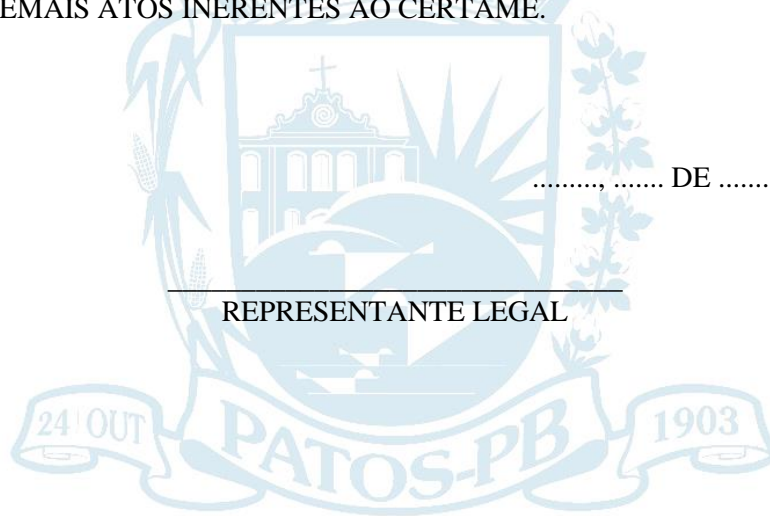 EMAIS ATOS INERENTES AO CERTAME.
........., ....... DE .......
REPRESENTANTE LEGAL
24 OUT
PATOS-PB
1903